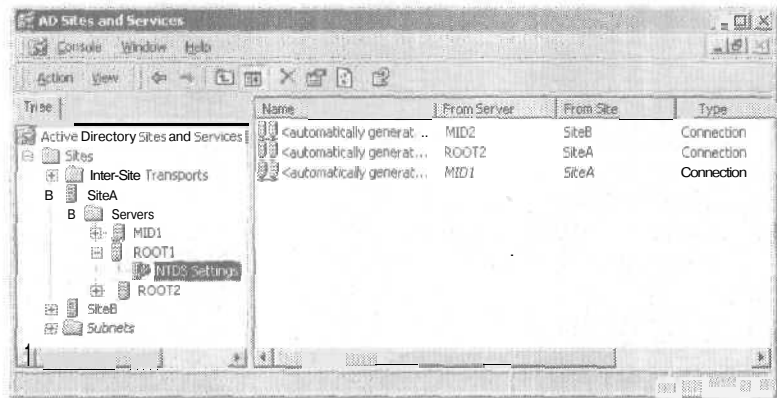 AD Sites and Services
Console Window Help
Action View
Tree
Name From Server From Site Type
Active Directory Sites and Services
Sites
Inter-Site Transports
B SiteA
B Servers
MID1
ROOT1
NTDS Settings
ROOT2
SiteB
Subnets
<automatically generat .. MID2 SiteB Connection
<automatically generat... ROOT2 SiteA Connection
<automatically generat... MID1 SiteA Connection